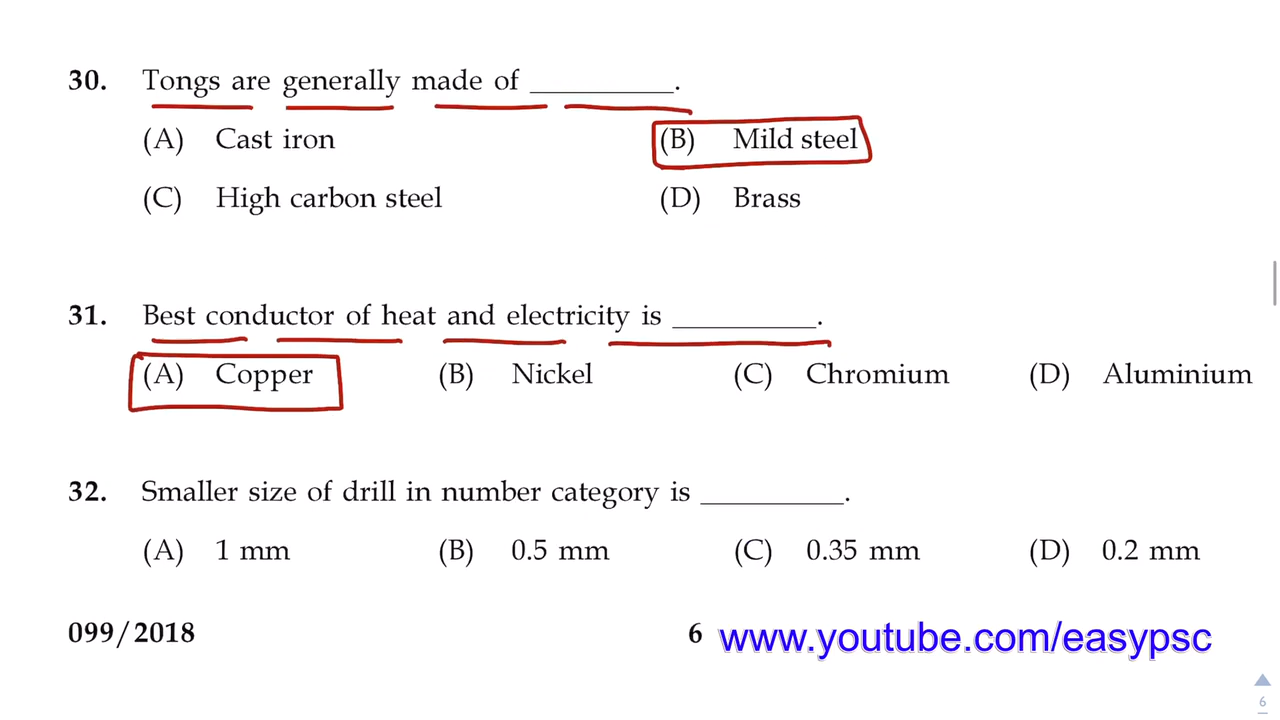 30. Tongs are generally made of __________.
(A) Cast iron (B) Mild steel
(C) High carbon steel (D) Brass
31. Best conductor of heat and electricity is __________.
(A) Copper (B) Nickel (C) Chromium (D) Aluminium
32. Smaller size of drill in number category is __________.
(A) 1 mm (B) 0.5 mm (C) 0.35 mm (D) 0.2 mm
099/2018 6 www.youtube.com/easypsc
6